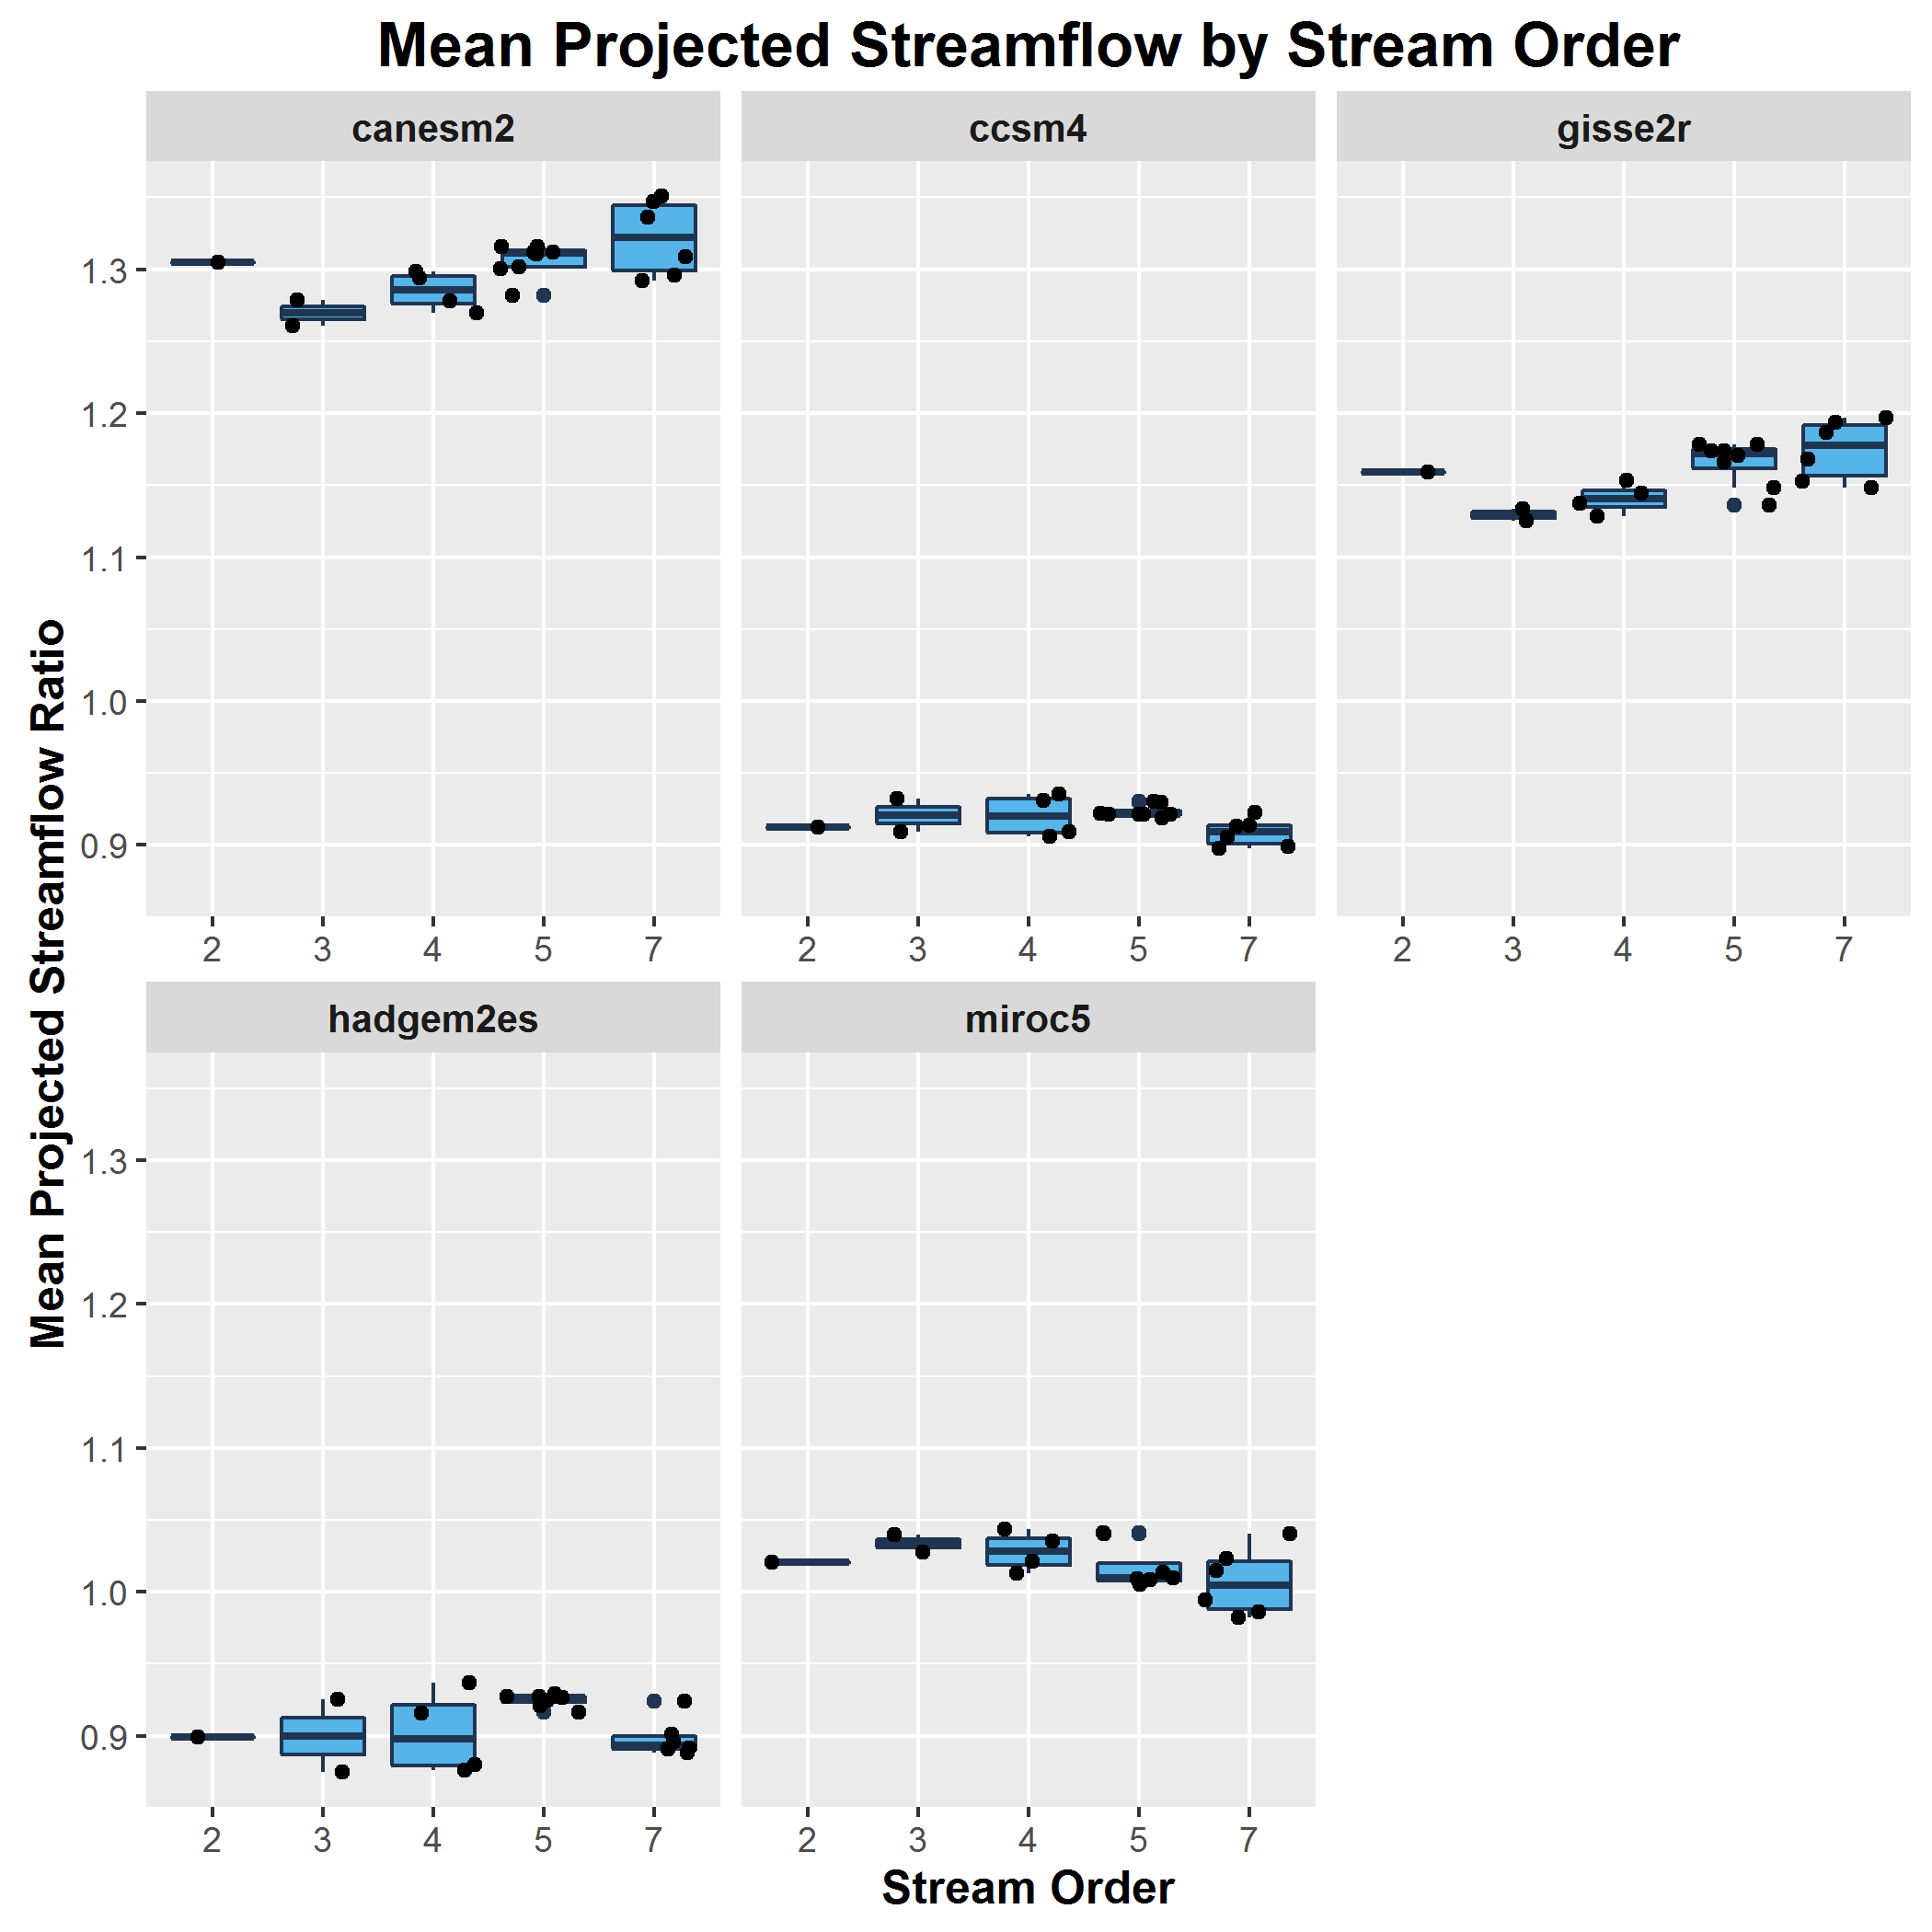 Mean Projected Streamflow by Stream Order
canesm2
ccsm4
gisse2r
1.3
1.2
1.1
1.0
0.9
2 3 4 5 7
2 3 4 5 7
2 3 4 5 7
Mean Projected Streamflow Ratio
hadgem2es
miroc5
1.3
1.2
1.1
1.0
0.9
2 3 4 5 7
2 3 4 5 7
Stream Order